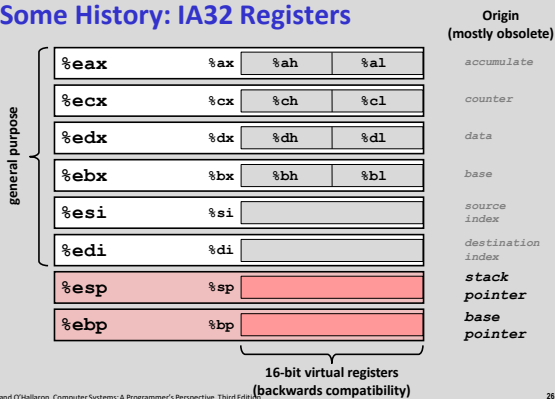 Some History: IA32 Registers
Origin
(mostly obsolete)
general purpose
%eax %ax %ah %al accumulate
%ecx %cx %ch %cl counter
%edx %dx %dh %dl data
%ebx %bx %bh %bl base
%esi %si source
index
%edi %di destination
index
%esp %sp stack
pointer
%ebp %bp base
pointer
16-bit virtual registers
(backwards compatibility)
and O'Hallaron, Computer Systems: A Programmer's Perspective, Third Edition
26